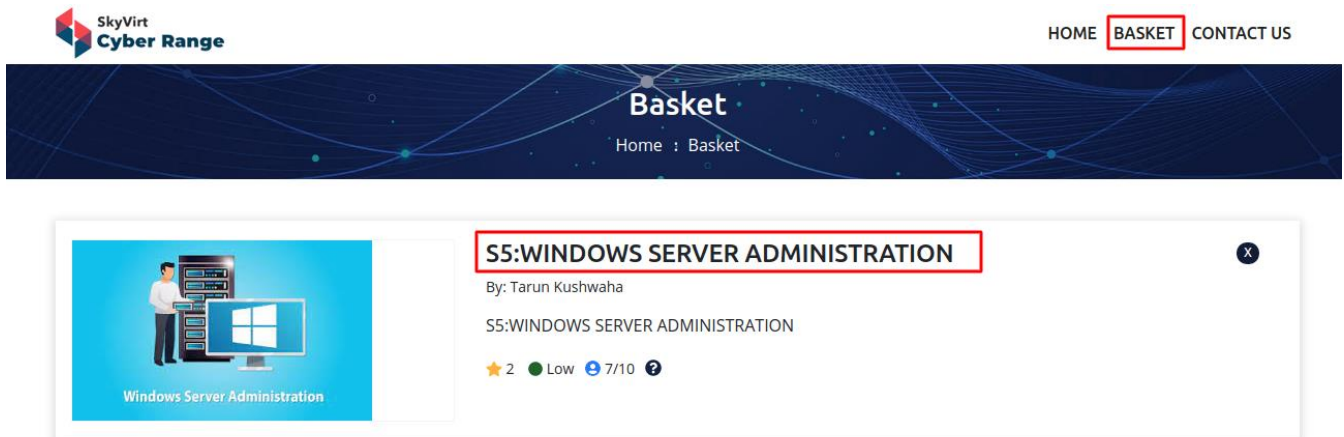 SkyVirt
Cyber Range
HOME BASKET CONTACT US
Basket
Home : Basket
S5:WINDOWS SERVER ADMINISTRATION
X
By: Tarun Kushwaha
S5:WINDOWS SERVER ADMINISTRATION
2 Low 7/10 ?
Windows Server Administration